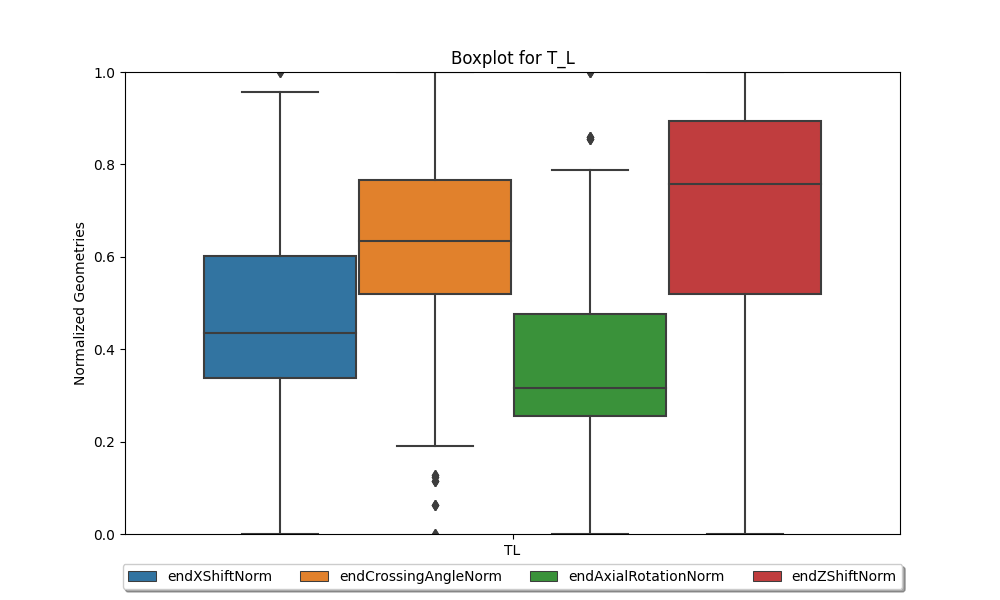 Boxplot for T_L
1.0
0.8
0.6
0.4
0.2
0.0
Normalized Geometries
TL
endXShiftNorm endCrossingAngleNorm endAxialRotationNorm endZShiftNorm